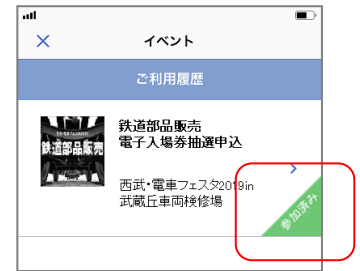 イベント
ご利用履歴
鉄道部品販売
鉄道部品販売
電子入場券抽選申込
西武・電車フェスタ2019in
武蔵丘車両検修場
参加済み